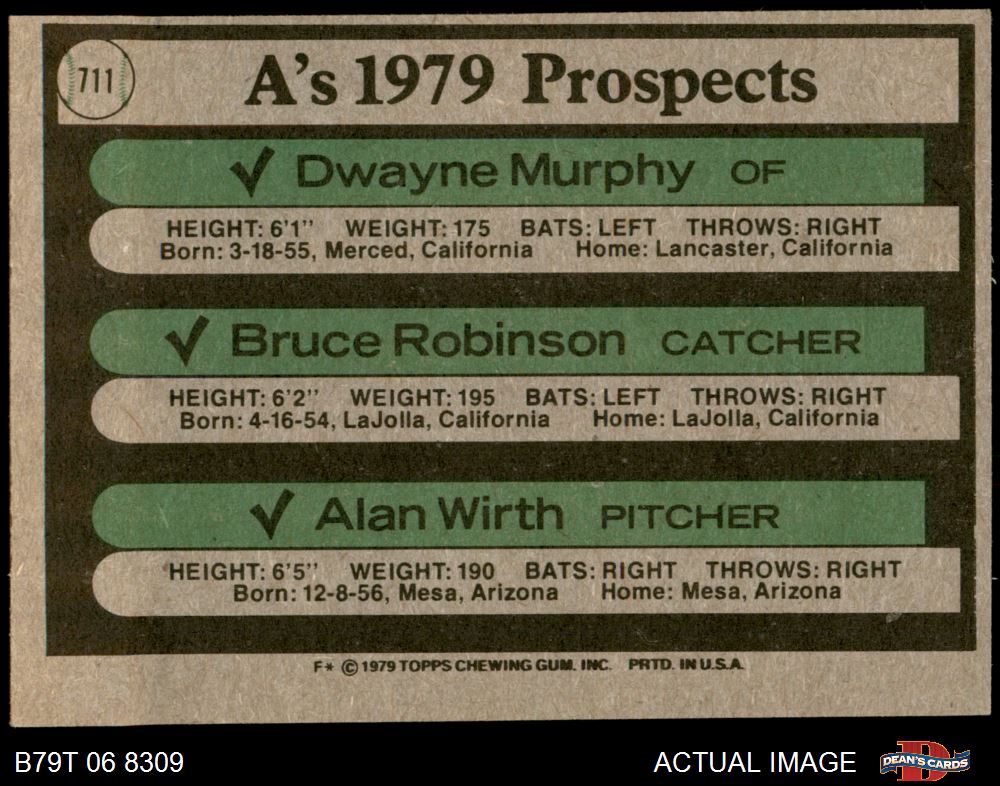 711
A's 1979 Prospects
✓ Dwayne Murphy OF
HEIGHT: 6'1" WEIGHT: 175 BATS: LEFT THROWS: RIGHT
Born: 3-18-55, Merced, California Home: Lancaster, California
✓ Bruce Robinson CATCHER
HEIGHT: 6'2" WEIGHT: 195 BATS: LEFT THROWS: RIGHT
Born: 4-16-54, LaJolla, California Home: LaJolla, California
✓ Alan Wirth PITCHER
HEIGHT: 6'5" WEIGHT: 190 BATS: RIGHT THROWS: RIGHT
Born: 12-8-56, Mesa, Arizona Home: Mesa, Arizona
F* © 1979 TOPPS CHEWING GUM. INC. PRTD. IN U.S.A.
B79T 06 8309 ACTUAL IMAGE
D
DEAN'S CARDS